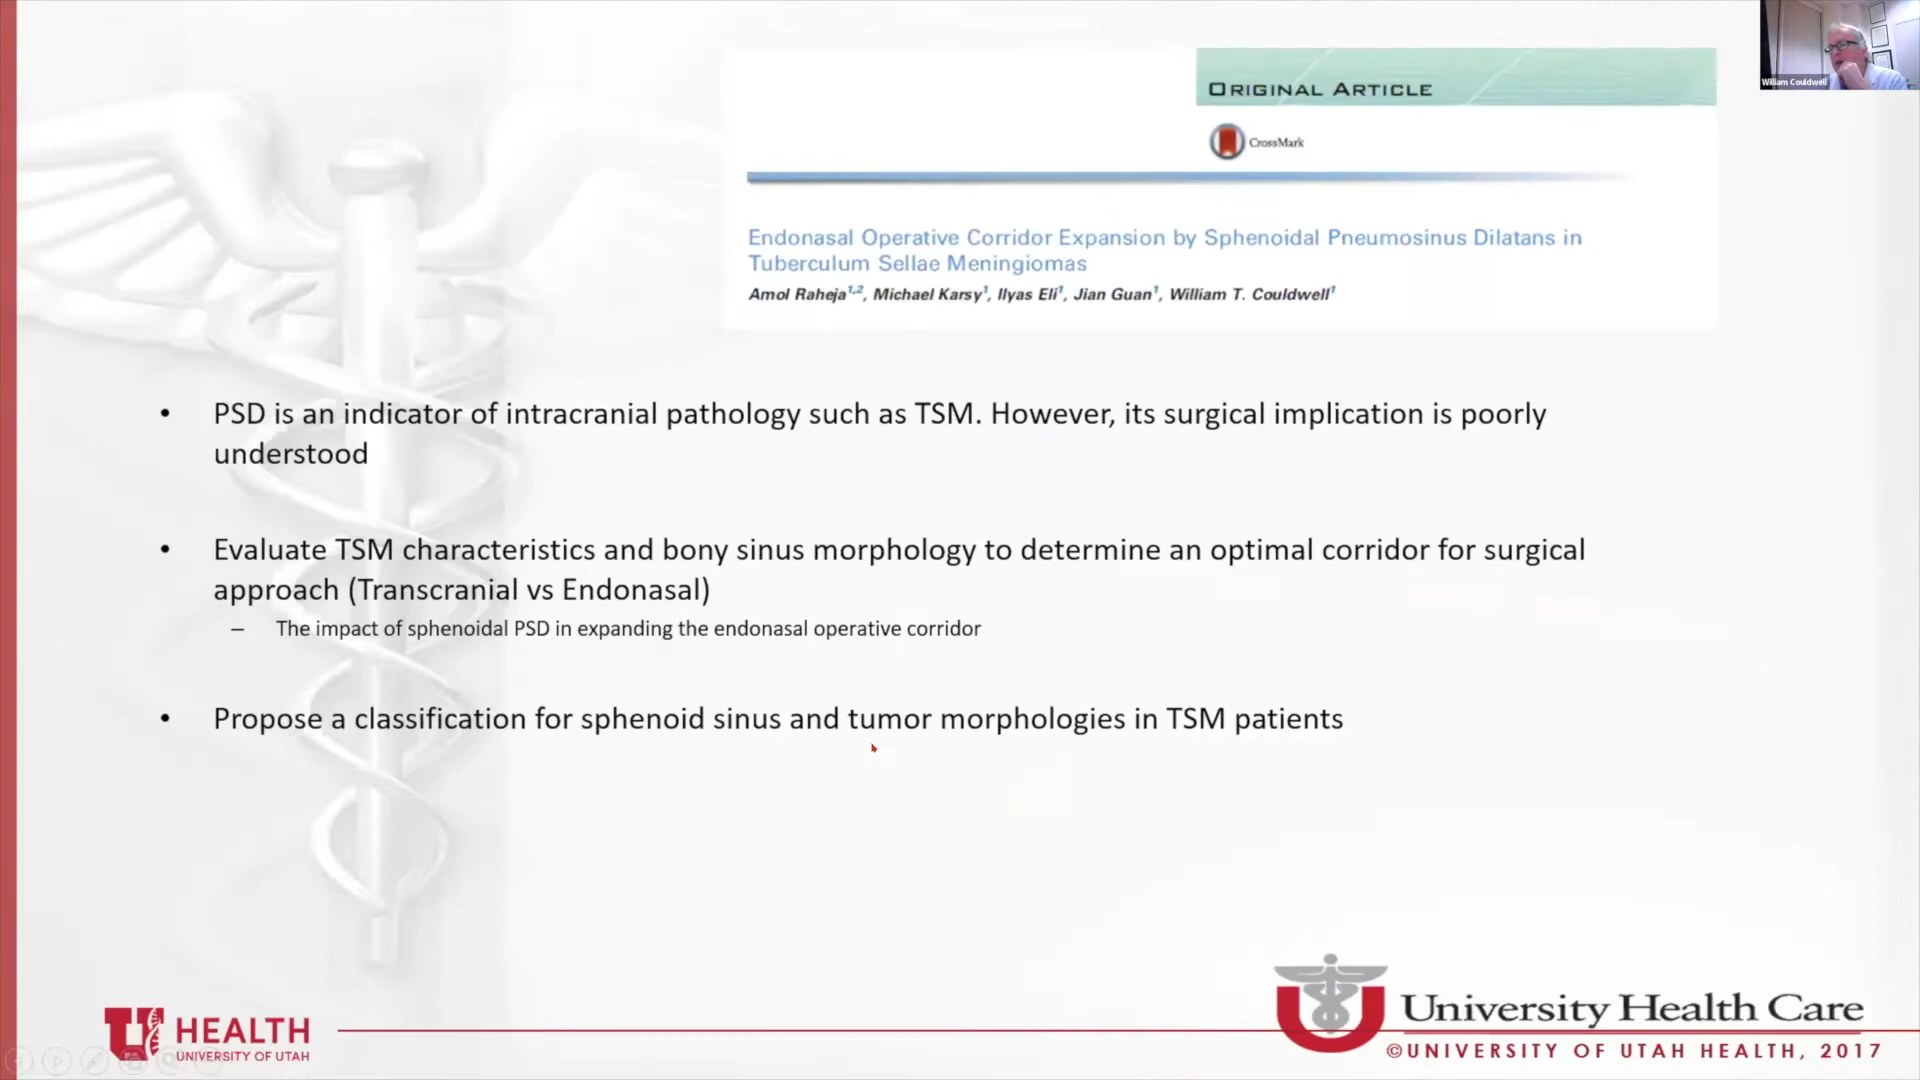 William Couldwell
ORIGINAL ARTICLE
CrossMark
Endonasal Operative Corridor Expansion by Sphenoidal Pneumosinus Dilatans in
Tuberculum Sellae Meningiomas
Amol Raheja1,2, Michael Karsy1, Ilyas Eli1, Jian Guan1, William T. Couldwell1
• PSD is an indicator of intracranial pathology such as TSM. However, its surgical implication is poorly
understood
• Evaluate TSM characteristics and bony sinus morphology to determine an optimal corridor for surgical
approach (Transcranial vs Endonasal)
– The impact of sphenoidal PSD in expanding the endonasal operative corridor
• Propose a classification for sphenoid sinus and tumor morphologies in TSM patients
U HEALTH
UNIVERSITY OF UTAH
University Health Care
©UNIVERSITY OF UTAH HEALTH, 2017